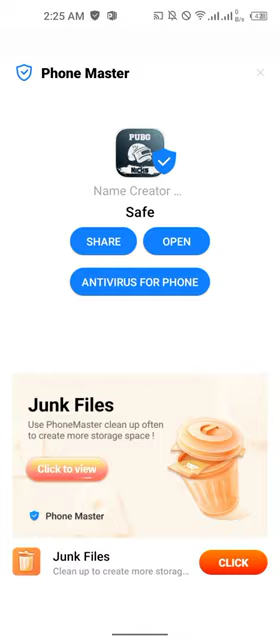 2:25 AM
0
B/s
42
Phone Master
PUBG
NICKS
Name Creator ...
Safe
SHARE
OPEN
ANTIVIRUS FOR PHONE
Junk Files
Use PhoneMaster clean up often
to create more storage space !
Click to view
Phone Master
Junk Files
Clean up to create more storag...
CLICK